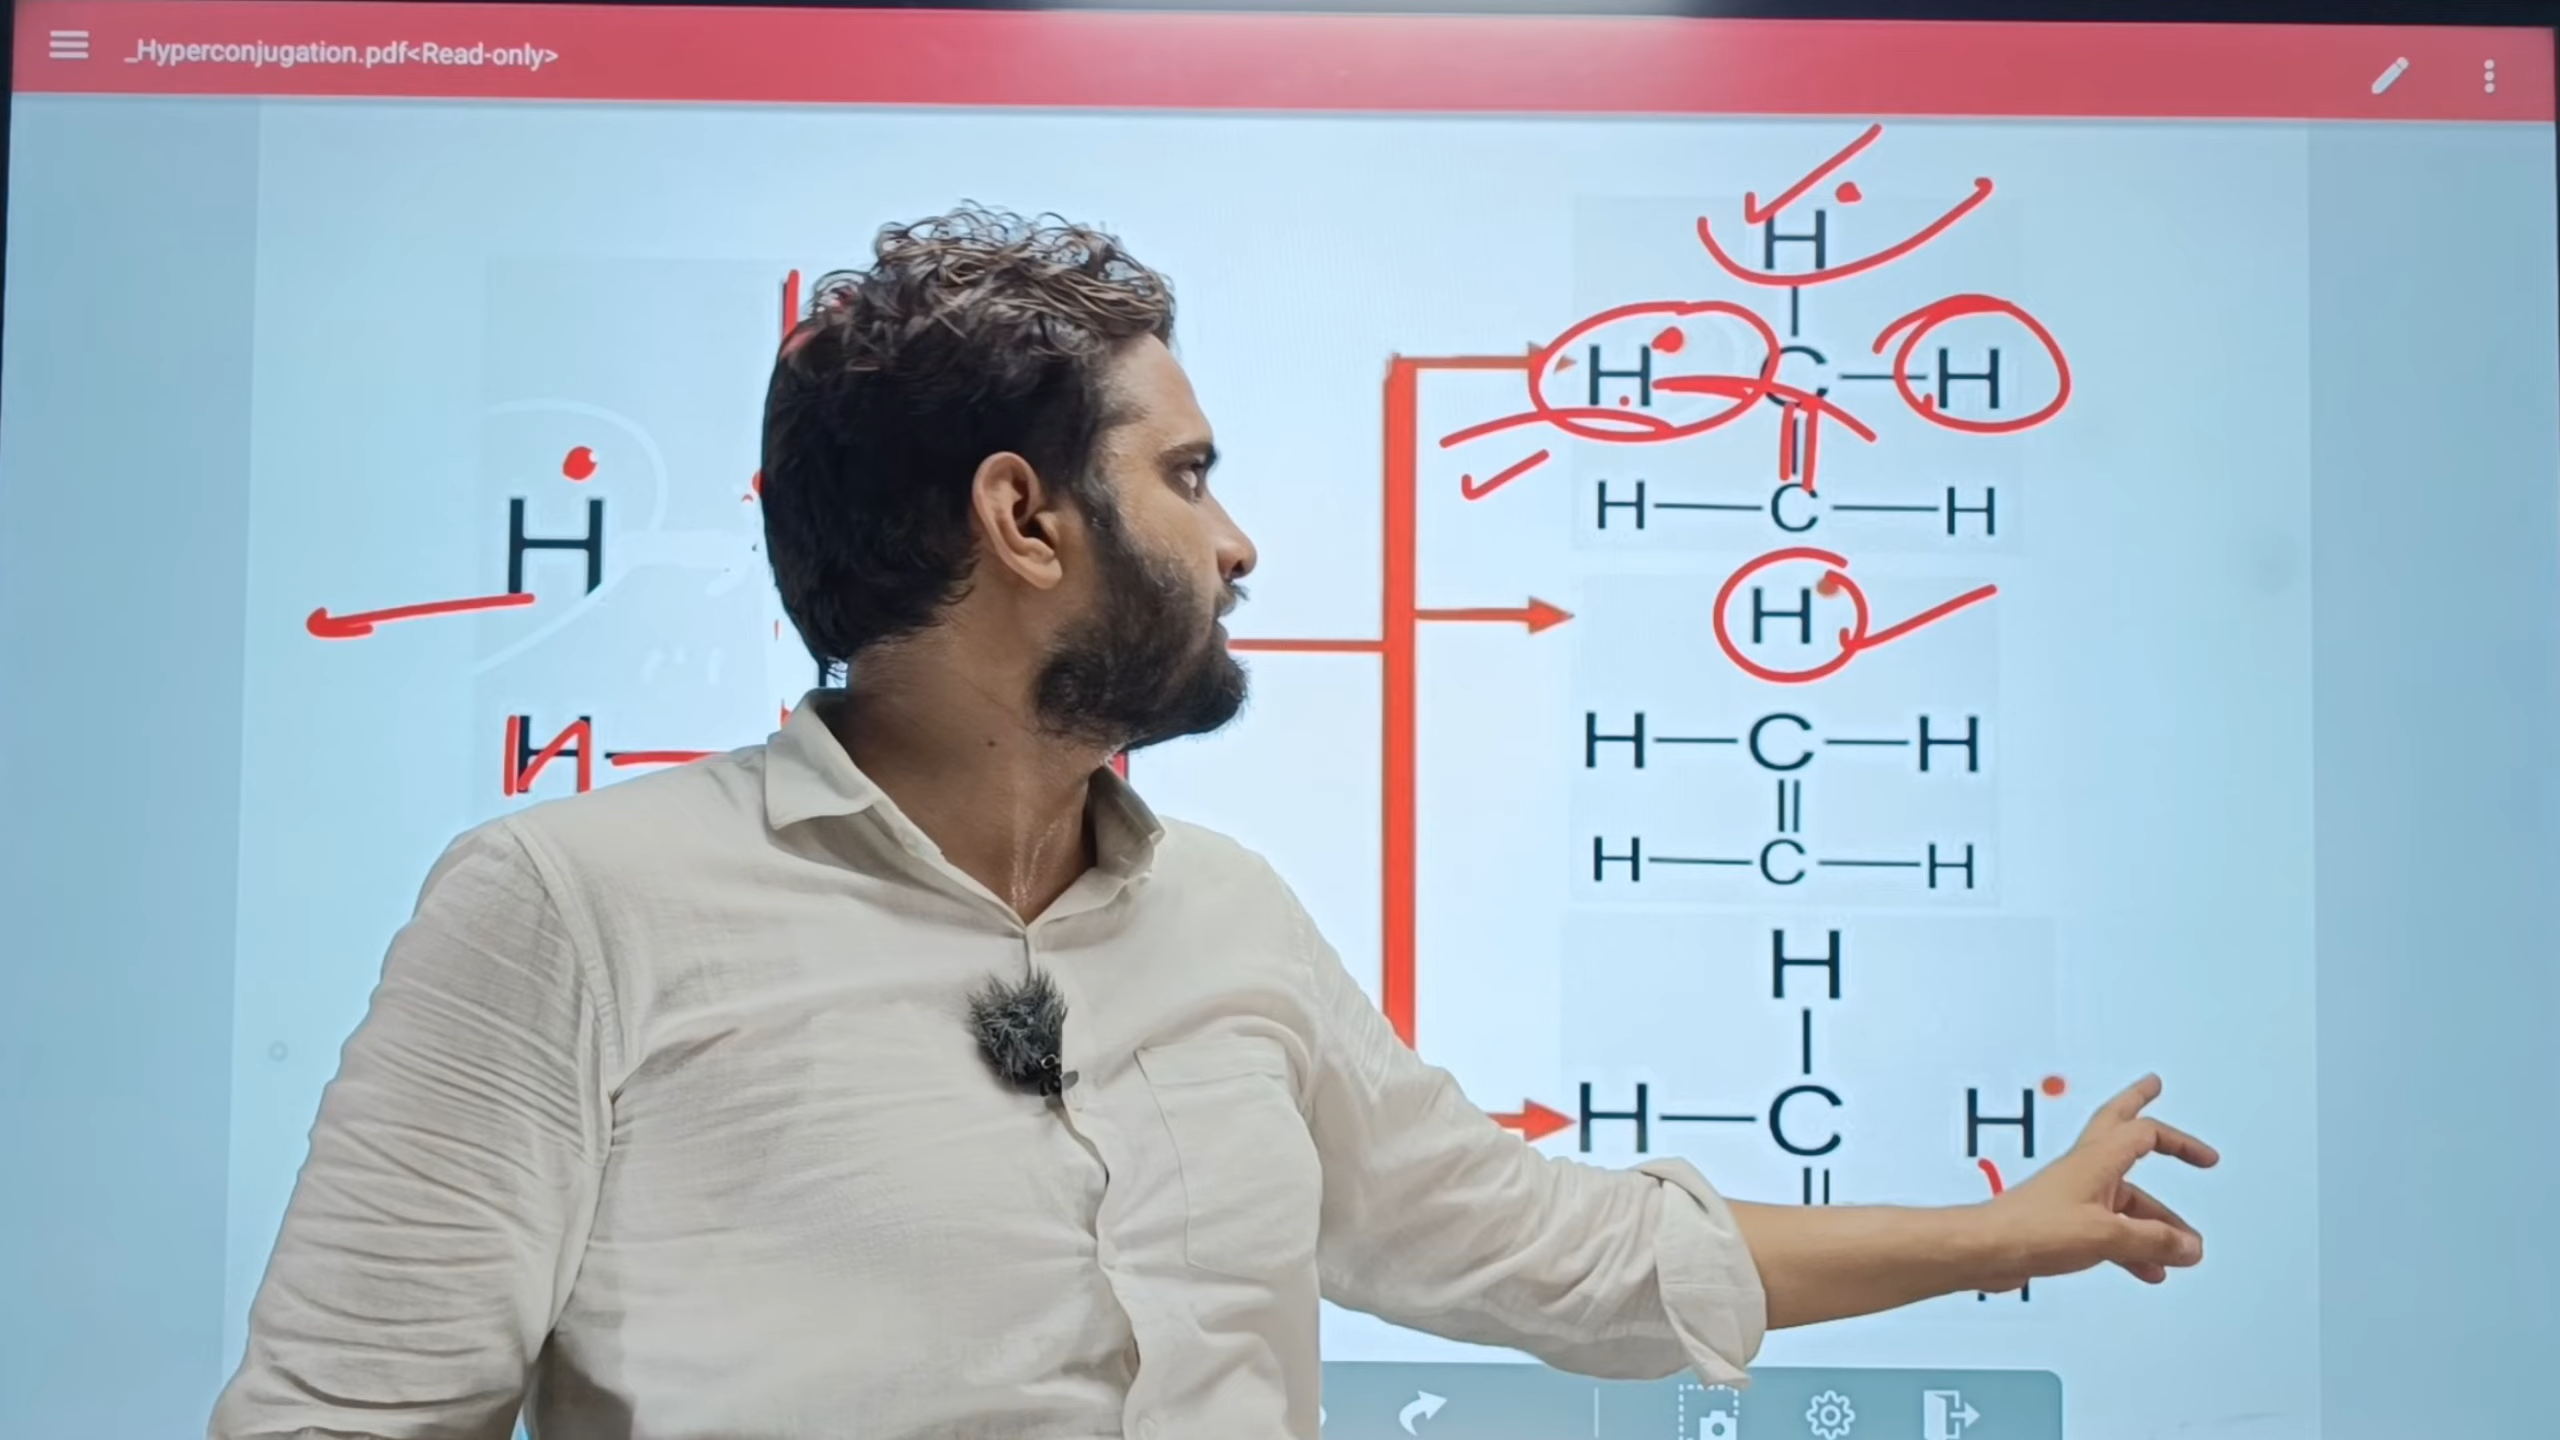 _Hyperconjugation.pdf<Read-only>
H
H C—H
H—C—H
H
H
H—C—H
H
H—C—H
H
H—C H